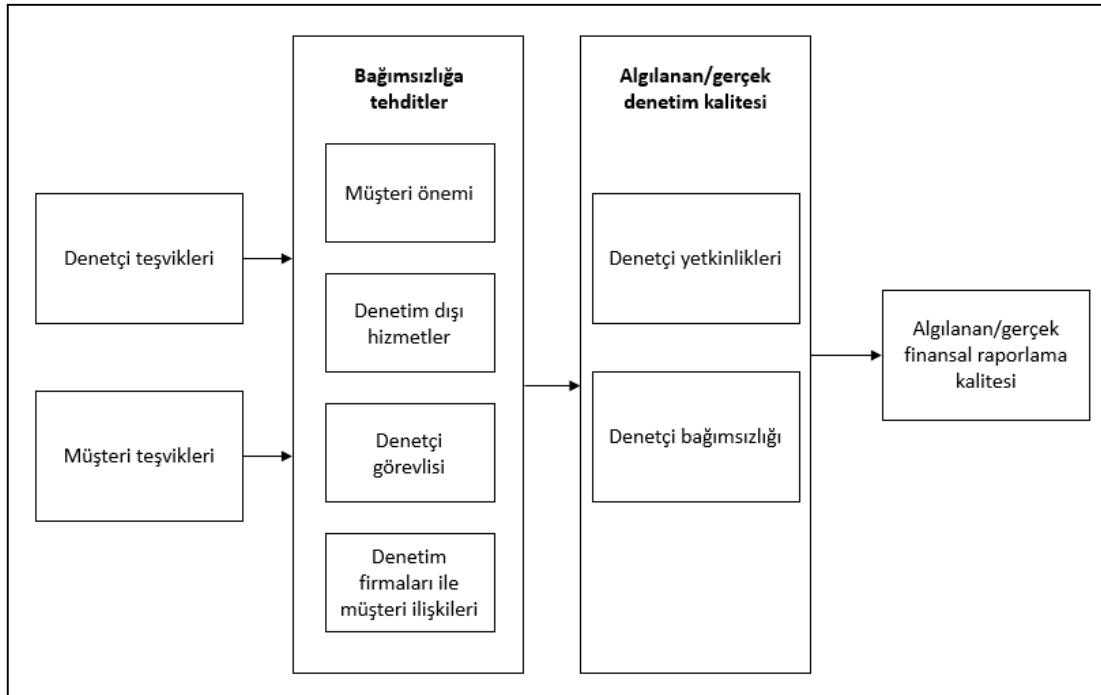 Denetçi teşvikleri
Müşteri teşvikleri
Bağımsızlığa
tehditler
Müşteri önemi
Denetim dışı
hizmetler
Denetçi
görevlisi
Denetim
firmaları ile
müşteri ilişkileri
Algılanan/gerçek
denetim kalitesi
Denetçi yetkinlikleri
Denetçi bağımsızlığı
Algılanan/gerçek
finansal raporlama
kalitesi